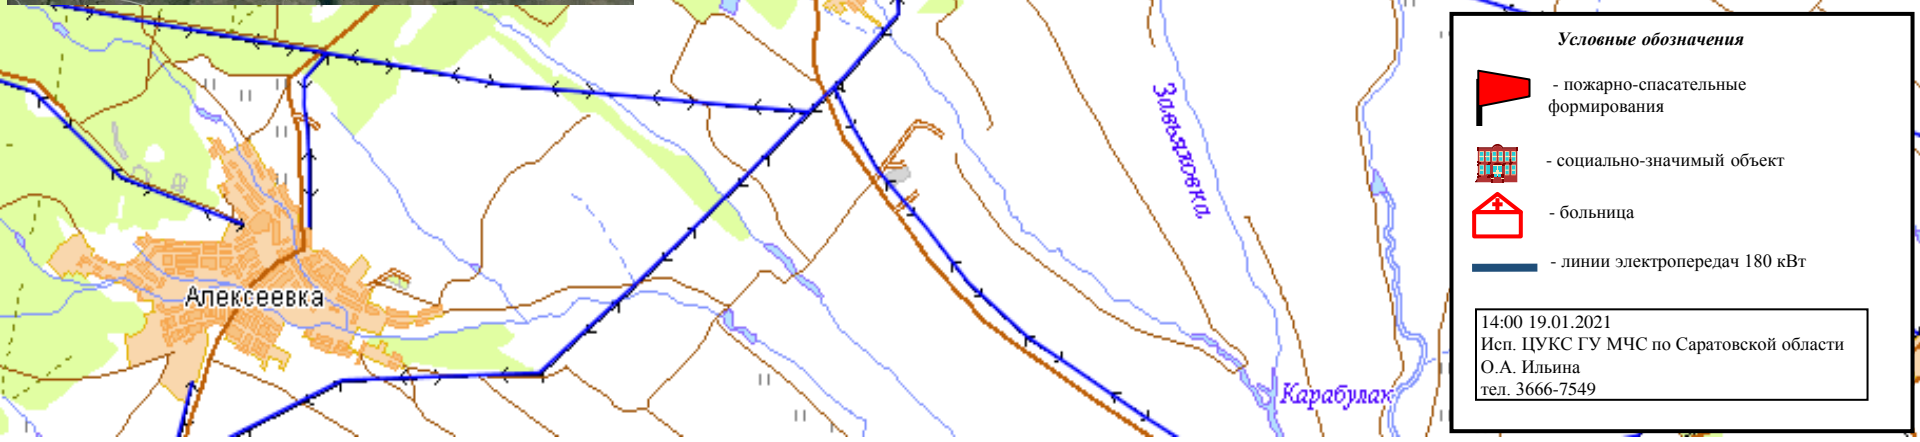 Завьяловка
Алексеевка
Карабулак
Условные обозначения
- пожарно-спасательные
формирования
- социально-значимый объект
- больница
- линии электропередач 180 кВт
14:00 19.01.2021
Исп. ЦУКС ГУ МЧС по Саратовской области
О.А. Ильина
тел. 3666-7549